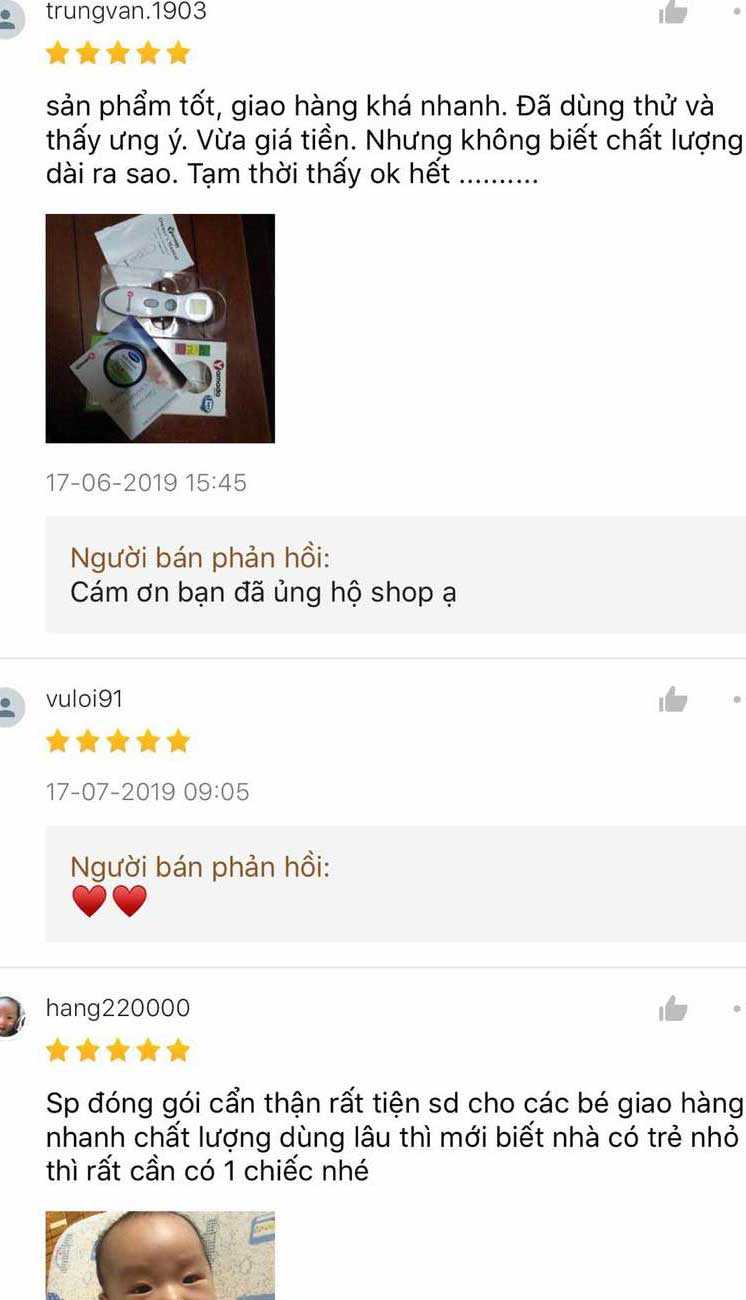 trungvan.1903
sản phẩm tốt, giao hàng khá nhanh. Đã dùng thử và
thấy ưng ý. Vừa giá tiền. Nhưng không biết chất lượng
dài ra sao. Tạm thời thấy ok hết ..........
Yamada
17-06-2019 15:45
Người bán phản hồi:
Cám ơn bạn đã ủng hộ shop ạ
vuloi91
17-07-2019 09:05
Người bán phản hồi:
hang220000
Sp đóng gói cẩn thận rất tiện sd cho các bé giao hàng
nhanh chất lượng dùng lâu thì mới biết nhà có trẻ nhỏ
thì rất cần có 1 chiếc nhé